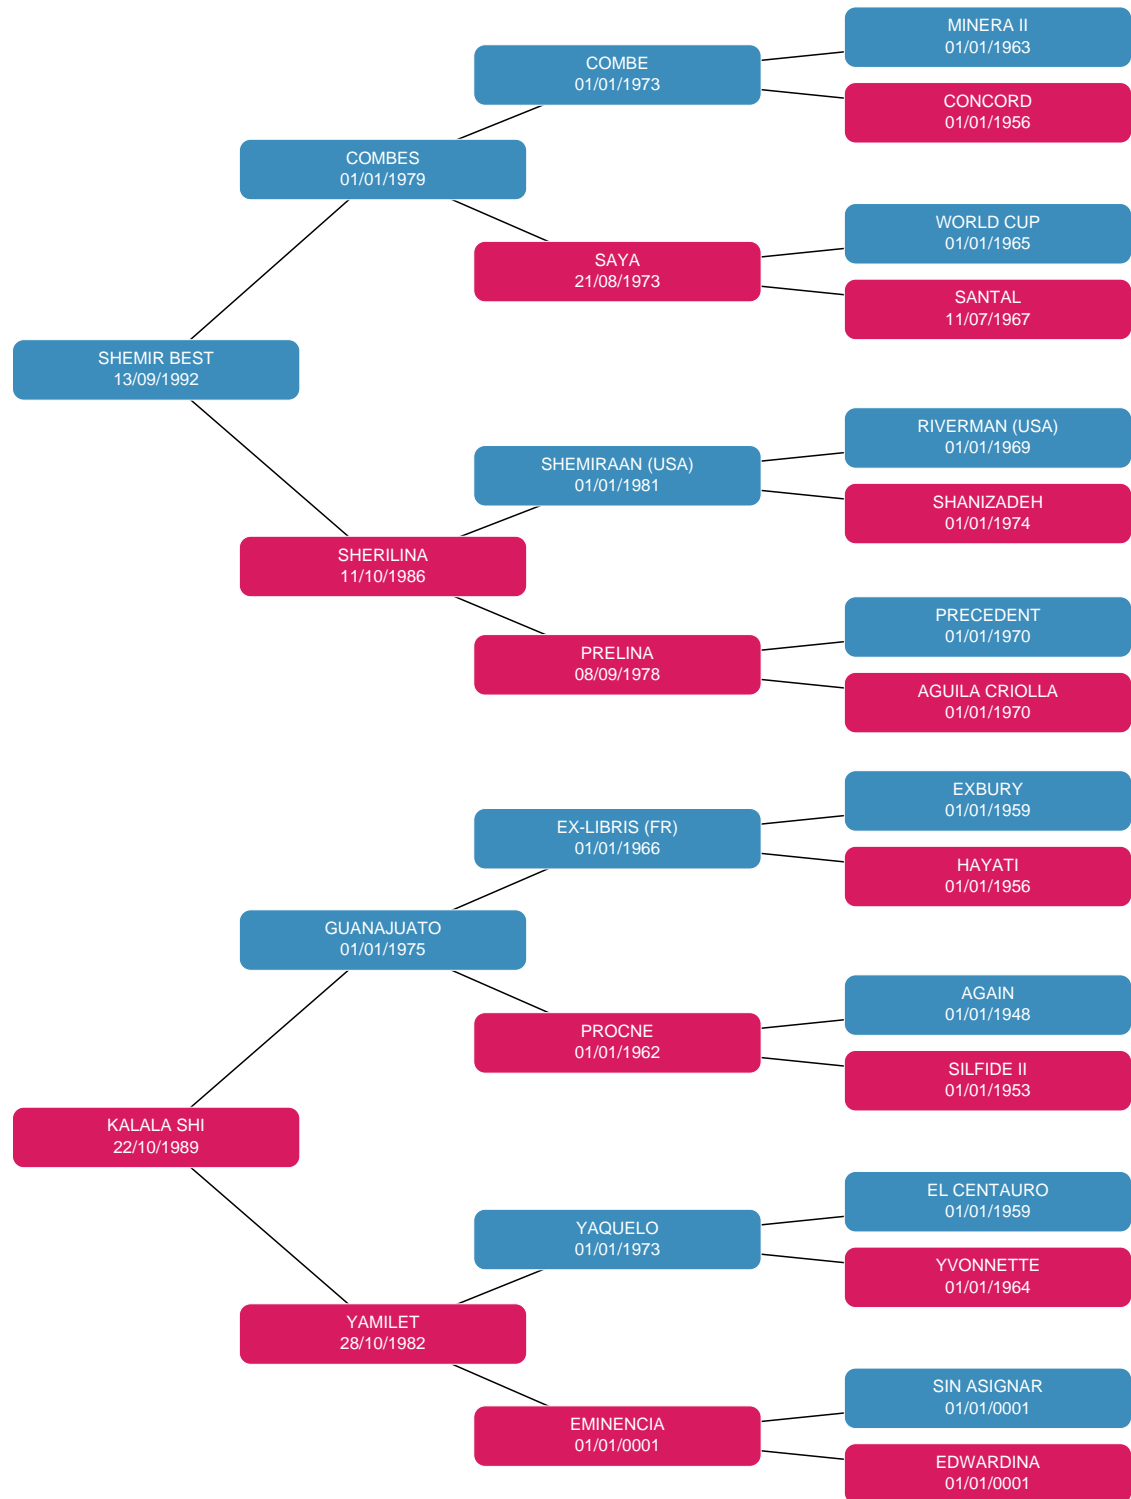 MINERA II
01/01/1963
COMBE
01/01/1973
CONCORD
01/01/1956
COMBES
01/01/1979
WORLD CUP
01/01/1965
SAYA
21/08/1973
SANTAL
11/07/1967
SHEMIR BEST
13/09/1992
RIVERMAN (USA)
01/01/1969
SHEMIRAAN (USA)
01/01/1981
SHANIZADEH
01/01/1974
SHERILINA
11/10/1986
PRECEDENT
01/01/1970
PRELINA
08/09/1978
AGUILA CRIOLLA
01/01/1970
EXBURY
01/01/1959
EX-LIBRIS (FR)
01/01/1966
HAYATI
01/01/1956
GUANAJUATO
01/01/1975
AGAIN
01/01/1948
PROCNE
01/01/1962
SILFIDE II
01/01/1953
KALALA SHI
22/10/1989
EL CENTAURO
01/01/1959
YAQUELO
01/01/1973
YVONNETTE
01/01/1964
YAMILET
28/10/1982
SIN ASIGNAR
01/01/0001
EMINENCIA
01/01/0001
EDWARDINA
01/01/0001